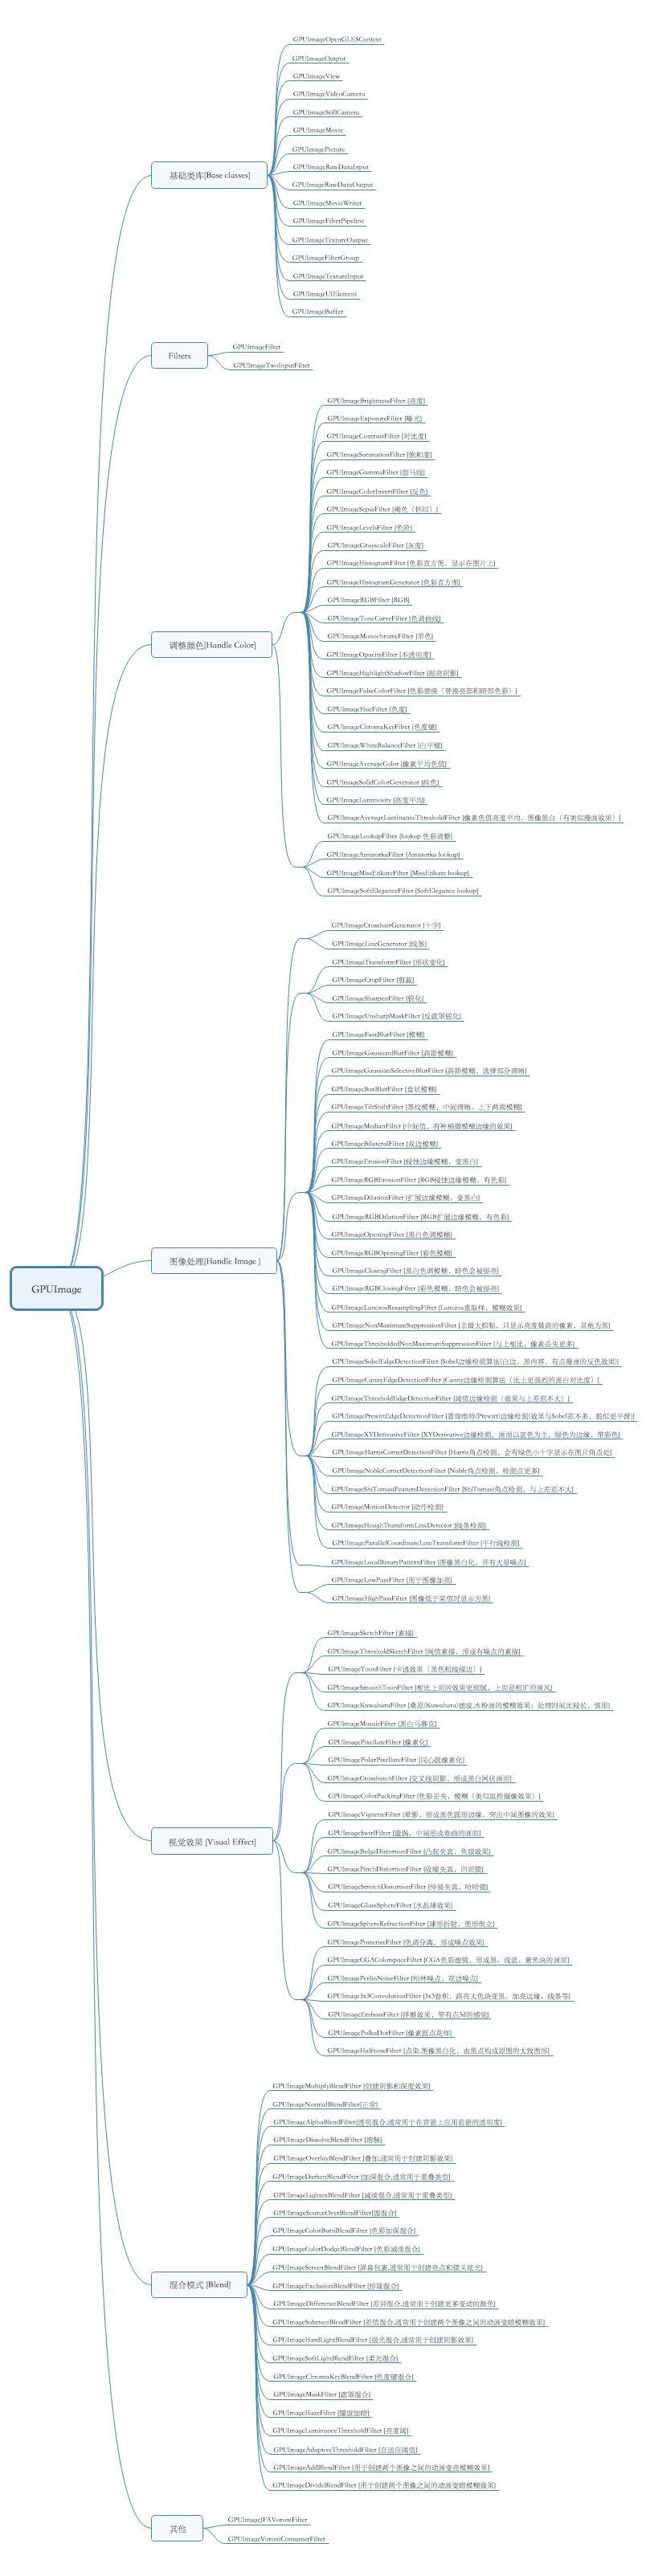 GPUImageOpenGLESContext
GPUImageOutput
GPUImageView
GPUImageVideoCamera
GPUImageStillCamera
GPUImageMovie
GPUImagePicture
GPUImageRawDataInput
基础类库[Base classes]
GPUImageRawDataOutput
GPUImageMovieWriter
GPUImageFilterPipeline
GPUImageTextureOutput
GPUImageFilterGroup
GPUImageTextureInput
GPUImageUIElement
GPUImageBuffer
Filters
GPUImageFilter
GPUImageTwoInputFilter
GPUImageBrightnessFilter [亮度]
GPUImageExposureFilter [曝光]
GPUImageContrastFilter [对比度]
GPUImageSaturationFilter [饱和度]
GPUImageGammaFilter [伽马线]
GPUImageColorInvertFilter [反色]
GPUImageSepiaFilter [褐色（怀旧）]
GPUImageLevelsFilter [色阶]
GPUImageGrayscaleFilter [灰度]
GPUImageHistogramFilter [色彩直方图，显示在图片上]
GPUImageHistogramGenerator [色彩直方图]
GPUImageRGBFilter [RGB]
GPUImageToneCurveFilter [色调曲线]
GPUImageMonochromeFilter [单色]
调整颜色[Handle Color]
GPUImageOpacityFilter [不透明度]
GPUImageHighlightShadowFilter [提亮阴影]
GPUImageFalseColorFilter [色彩替换（替换亮部和暗部色彩）]
GPUImageHueFilter [色度]
GPUImageChromaKeyFilter [色度键]
GPUImageWhiteBalanceFilter [白平横]
GPUImageAverageColor [像素平均色值]
GPUImageSolidColorGenerator [纯色]
GPUImageLuminosity [亮度平均]
GPUImageAverageLuminanceThresholdFilter [像素色值亮度平均，图像黑白（有类似漫画效果）]
GPUImageLookupFilter [lookup 色彩调整]
GPUImageAmatorkaFilter [Amatorka lookup]
GPUImageMissEtikateFilter [MissEtikate lookup]
GPUImageSoftEleganceFilter [SoftElegance lookup]
GPUImageCrosshairGenerator [十字]
GPUImageLineGenerator [线条]
GPUImageTransformFilter [形状变化]
GPUImageCropFilter [剪裁]
GPUImageSharpenFilter [锐化]
GPUImageUnsharpMaskFilter [反遮罩锐化]
GPUImageFastBlurFilter [模糊]
GPUImageGaussianBlurFilter [高斯模糊]
GPUImageGaussianSelectiveBlurFilter [高斯模糊，选择部分清晰]
GPUImageBoxBlurFilter [盒状模糊]
GPUImageTiltShiftFilter [条纹模糊，中间清晰，上下两端模糊]
GPUImageMedianFilter [中间值，有种稍微模糊边缘的效果]
GPUImageBilateralFilter [双边模糊]
GPUImageErosionFilter [侵蚀边缘模糊，变黑白]
GPUImageRGBErosionFilter [RGB侵蚀边缘模糊，有色彩]
GPUImageDilationFilter [扩展边缘模糊，变黑白]
GPUImageRGBDilationFilter [RGB扩展边缘模糊，有色彩]
GPUImageOpeningFilter [黑白色调模糊]
GPUImageRGBOpeningFilter [彩色模糊]
图像处理[Handle Image ]
GPUImageClosingFilter [黑白色调模糊，暗色会被提亮]
GPUImageRGBClosingFilter [彩色模糊，暗色会被提亮]
GPUImage
GPUImageLanczosResamplingFilter [Lanczos重取样，模糊效果]
GPUImageNonMaximumSuppressionFilter [非最大抑制，只显示亮度最高的像素，其他为黑]
GPUImageThresholdedNonMaximumSuppressionFilter [与上相比，像素丢失更多]
GPUImageSobelEdgeDetectionFilter [Sobel边缘检测算法(白边，黑内容，有点漫画的反色效果)]
GPUImageCannyEdgeDetectionFilter [Canny边缘检测算法（比上更强烈的黑白对比度）]
GPUImageThresholdEdgeDetectionFilter [阈值边缘检测（效果与上差别不大）]
GPUImagePrewittEdgeDetectionFilter [普瑞维特(Prewitt)边缘检测(效果与Sobel差不多，貌似更平滑)]
GPUImageXYDerivativeFilter [XYDerivative边缘检测，画面以蓝色为主，绿色为边缘，带彩色]
GPUImageHarrisCornerDetectionFilter [Harris角点检测，会有绿色小十字显示在图片角点处]
GPUImageNobleCornerDetectionFilter [Noble角点检测，检测点更多]
GPUImageShiTomasiFeatureDetectionFilter [ShiTomasi角点检测，与上差别不大]
GPUImageMotionDetector [动作检测]
GPUImageHoughTransformLineDetector [线条检测]
GPUImageParallelCoordinateLineTransformFilter [平行线检测]
GPUImageLocalBinaryPatternFilter [图像黑白化，并有大量噪点]
GPUImageLowPassFilter [用于图像加亮]
GPUImageHighPassFilter [图像低于某值时显示为黑]
GPUImageSketchFilter [素描]
GPUImageThresholdSketchFilter [阀值素描，形成有噪点的素描]
GPUImageToonFilter [卡通效果（黑色粗线描边）]
GPUImageSmoothToonFilter [相比上面的效果更细腻，上面是粗旷的画风]
GPUImageKuwaharaFilter [桑原(Kuwahara)滤波,水粉画的模糊效果；处理时间比较长，慎用]
GPUImageMosaicFilter [黑白马赛克]
GPUImagePixellateFilter [像素化]
GPUImagePolarPixellateFilter [同心圆像素化]
GPUImageCrosshatchFilter [交叉线阴影，形成黑白网状画面]
GPUImageColorPackingFilter [色彩丢失，模糊（类似监控摄像效果）]
GPUImageVignetteFilter [晕影，形成黑色圆形边缘，突出中间图像的效果]
GPUImageSwirlFilter [漩涡，中间形成卷曲的画面]
视觉效果 [Visual Effect]
GPUImageBulgeDistortionFilter [凸起失真，鱼眼效果]
GPUImagePinchDistortionFilter [收缩失真，凹面镜]
GPUImageStretchDistortionFilter [伸展失真，哈哈镜]
GPUImageGlassSphereFilter [水晶球效果]
GPUImageSphereRefractionFilter [球形折射，图形倒立]
GPUImagePosterizeFilter [色调分离，形成噪点效果]
GPUImageCGAColorspaceFilter [CGA色彩滤镜，形成黑、浅蓝、紫色块的画面]
GPUImagePerlinNoiseFilter [柏林噪点，花边噪点]
GPUImage3x3ConvolutionFilter [3x3卷积，高亮大色块变黑，加亮边缘、线条等]
GPUImageEmbossFilter [浮雕效果，带有点3d的感觉]
GPUImagePolkaDotFilter [像素圆点花样]
GPUImageHalftoneFilter [点染,图像黑白化，由黑点构成原图的大致图形]
GPUImageMultiplyBlendFilter [创建阴影和深度效果]
GPUImageNormalBlendFilter[正常]
GPUImageAlphaBlendFilter[透明混合,通常用于在背景上应用前景的透明度]
GPUImageDissolveBlendFilter [溶解]
GPUImageOverlayBlendFilter [叠加,通常用于创建阴影效果]
GPUImageDarkenBlendFilter [加深混合,通常用于重叠类型]
GPUImageLightenBlendFilter [减淡混合,通常用于重叠类型]
GPUImageSourceOverBlendFilter[源混合]
GPUImageColorBurnBlendFilter [色彩加深混合]
GPUImageColorDodgeBlendFilter [色彩减淡混合]
GPUImageScreenBlendFilter [屏幕包裹,通常用于创建亮点和镜头眩光]
混合模式 [Blend]
GPUImageExclusionBlendFilter [排除混合]
GPUImageDifferenceBlendFilter [差异混合,通常用于创建更多变动的颜色]
GPUImageSubtractBlendFilter [差值混合,通常用于创建两个图像之间的动画变暗模糊效果]
GPUImageHardLightBlendFilter [强光混合,通常用于创建阴影效果]
GPUImageSoftLightBlendFilter [柔光混合]
GPUImageChromaKeyBlendFilter [色度键混合]
GPUImageMaskFilter [遮罩混合]
GPUImageHazeFilter [朦胧加暗]
GPUImageLuminanceThresholdFilter [亮度阈]
GPUImageAdaptiveThresholdFilter [自适应阈值]
GPUImageAddBlendFilter [用于创建两个图像之间的动画变亮模糊效果]
GPUImageDivideBlendFilter [用于创建两个图像之间的动画变暗模糊效果]
其他
GPUImageJFAVoroniFilter
GPUImageVoroniConsumerFilter